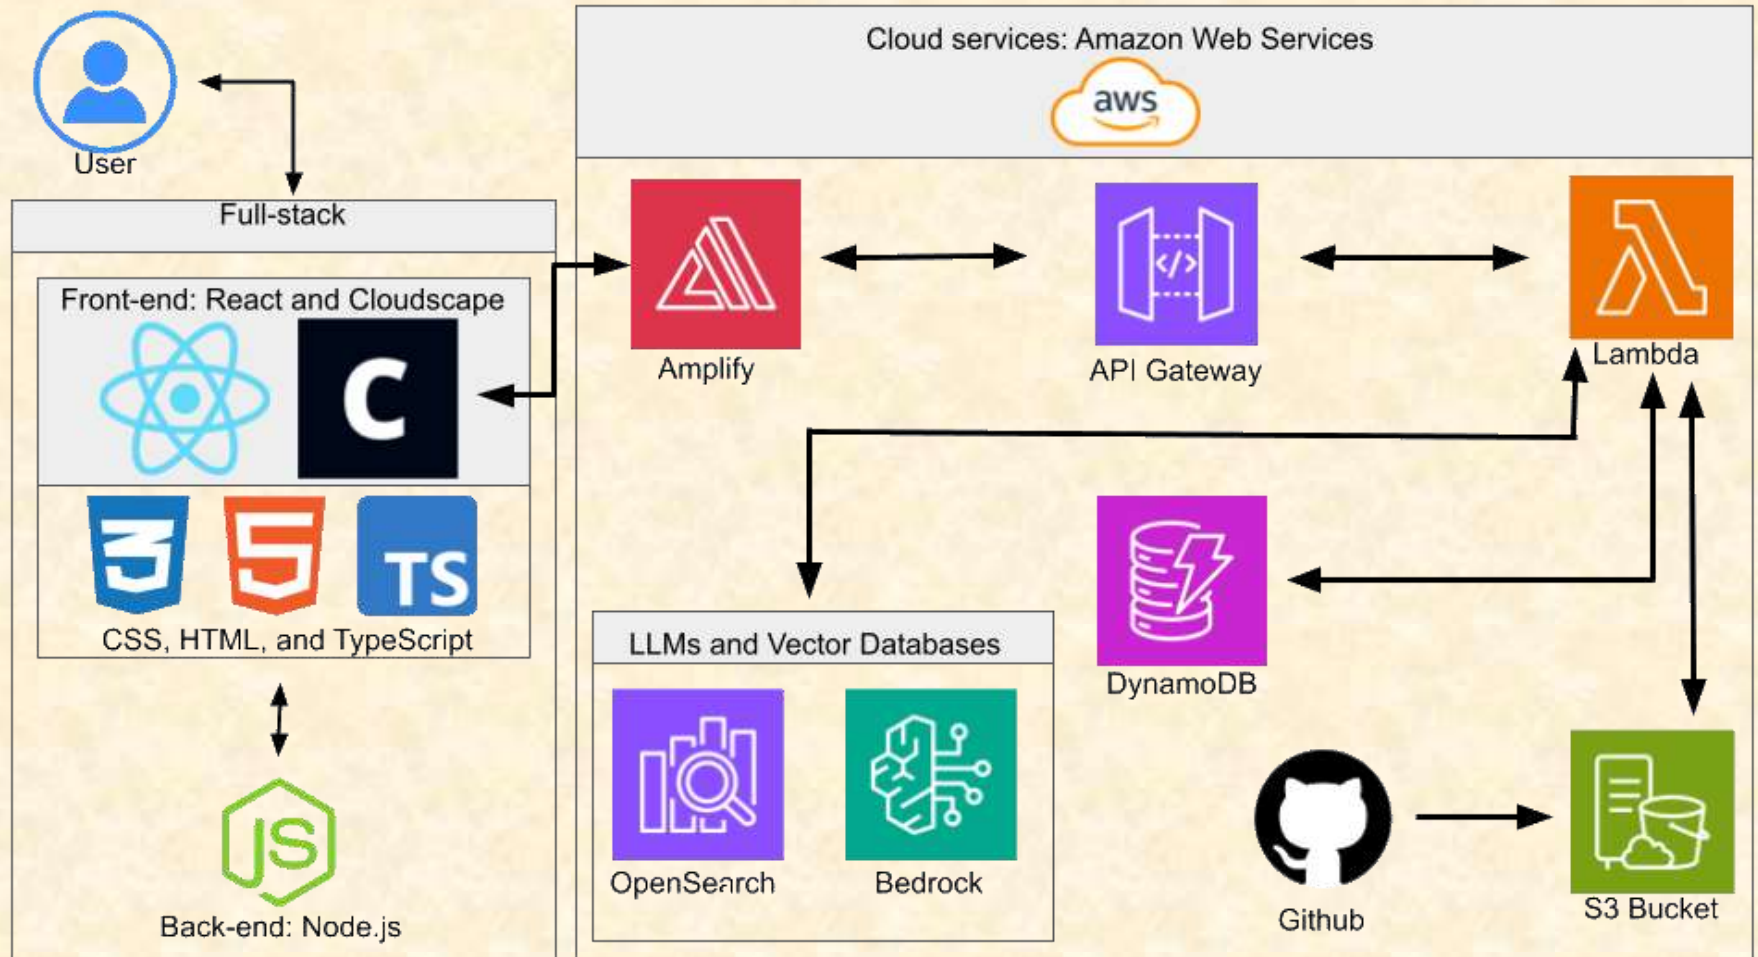 User
Full-stack
Front-end: React and Cloudscape
C
3
5
TS
CSS, HTML, and TypeScript
JS
Back-end: Node.js
Cloud services: Amazon Web Services
aws
Amplify
</>
API Gateway
Lambda
DynamoDB
LLMs and Vector Databases
OpenSearch
Bedrock
Github
S3 Bucket